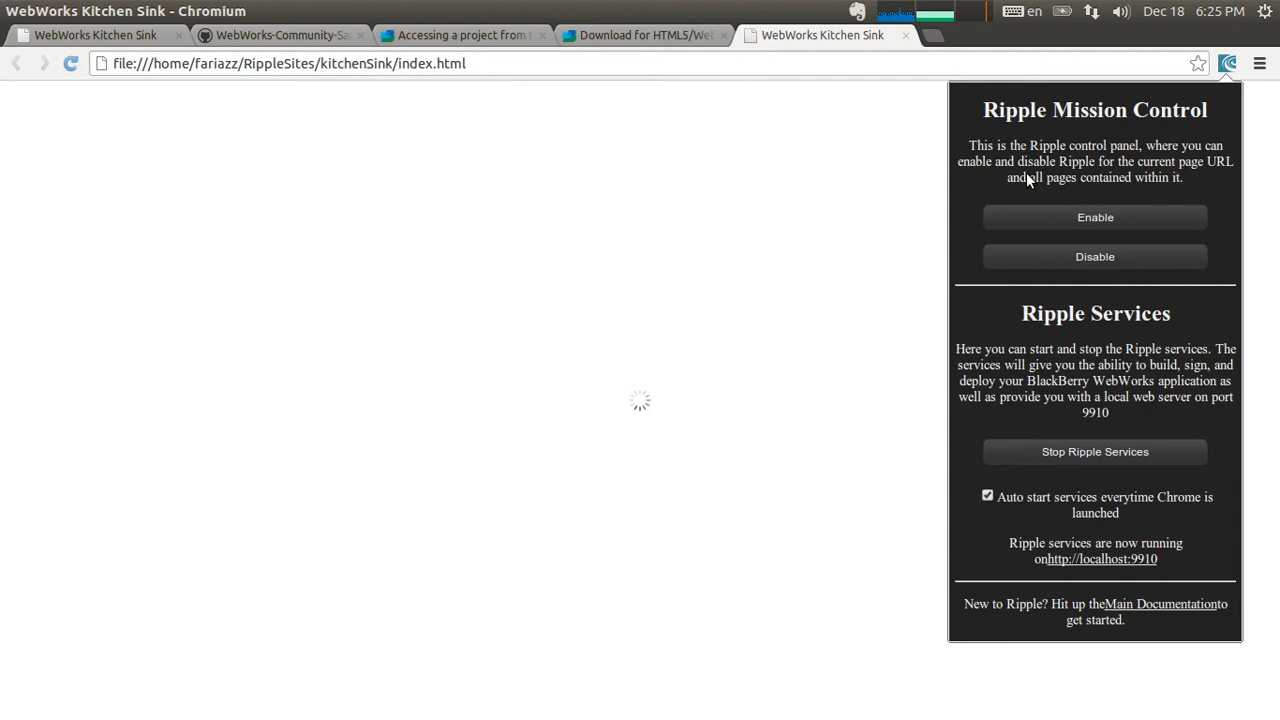 WebWorks Kitchen Sink - Chromium
en
Dec 18 6:25 PM
WebWorks Kitchen Sink
WebWorks-Community-Sa
Accessing a project from t
Download for HTML5/Web
WebWorks Kitchen Sink
file:///home/fariazz/RippleSites/kitchenSink/index.html
Ripple Mission Control
This is the Ripple control panel, where you can
enable and disable Ripple for the current page URL
and all pages contained within it.
Enable
Disable
Ripple Services
Here you can start and stop the Ripple services. The
services will give you the ability to build, sign, and
deploy your BlackBerry WebWorks application as
well as provide you with a local web server on port
9910
Stop Ripple Services
Auto start services everytime Chrome is
launched
Ripple services are now running
onhttp://localhost:9910
New to Ripple? Hit up theMain Documentationto
get started.